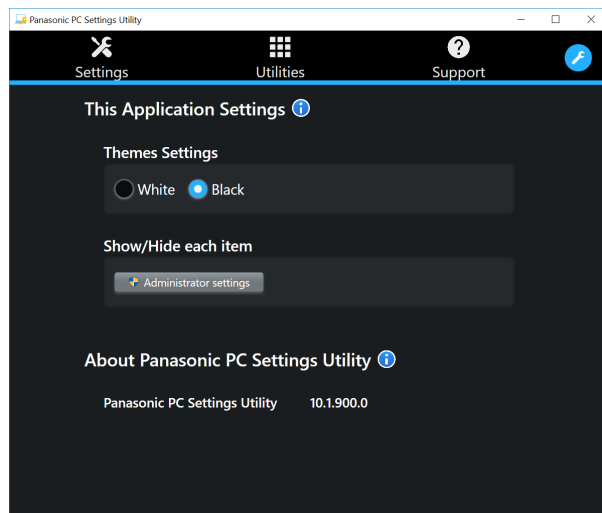 Panasonic PC Settings Utility
Settings Utilities Support
This Application Settings
Themes Settings
White Black
Show/Hide each item
Administrator settings
About Panasonic PC Settings Utility
Panasonic PC Settings Utility 10.1.900.0